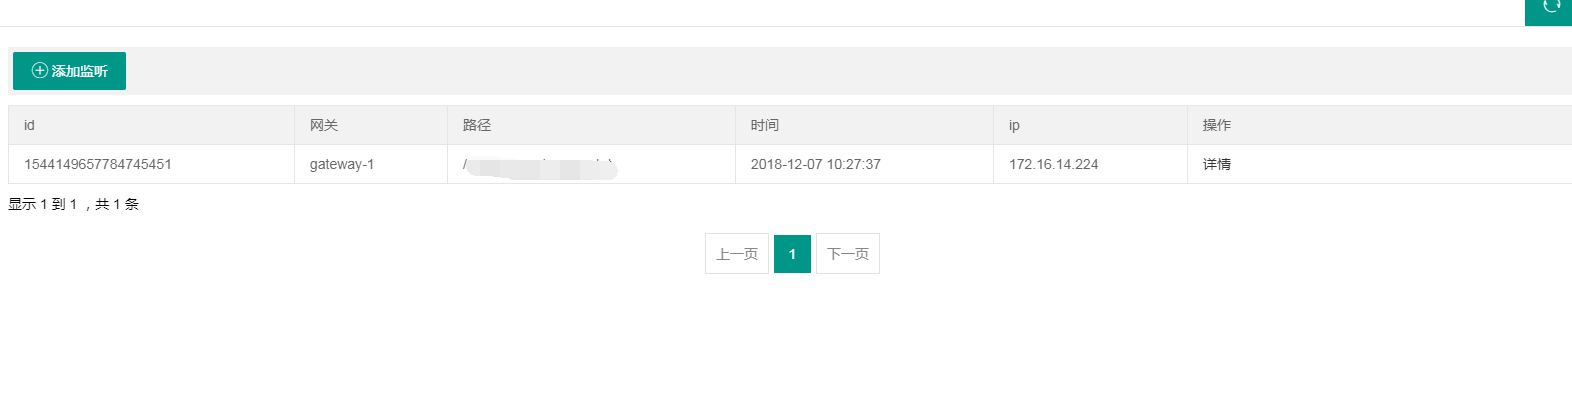 添加监听
id 网关 路径 时间 ip 操作
1544149657784745451 gateway-1 / 2018-12-07 10:27:37 172.16.14.224 详情
显示 1 到 1 ，共 1 条
上一页 1 下一页